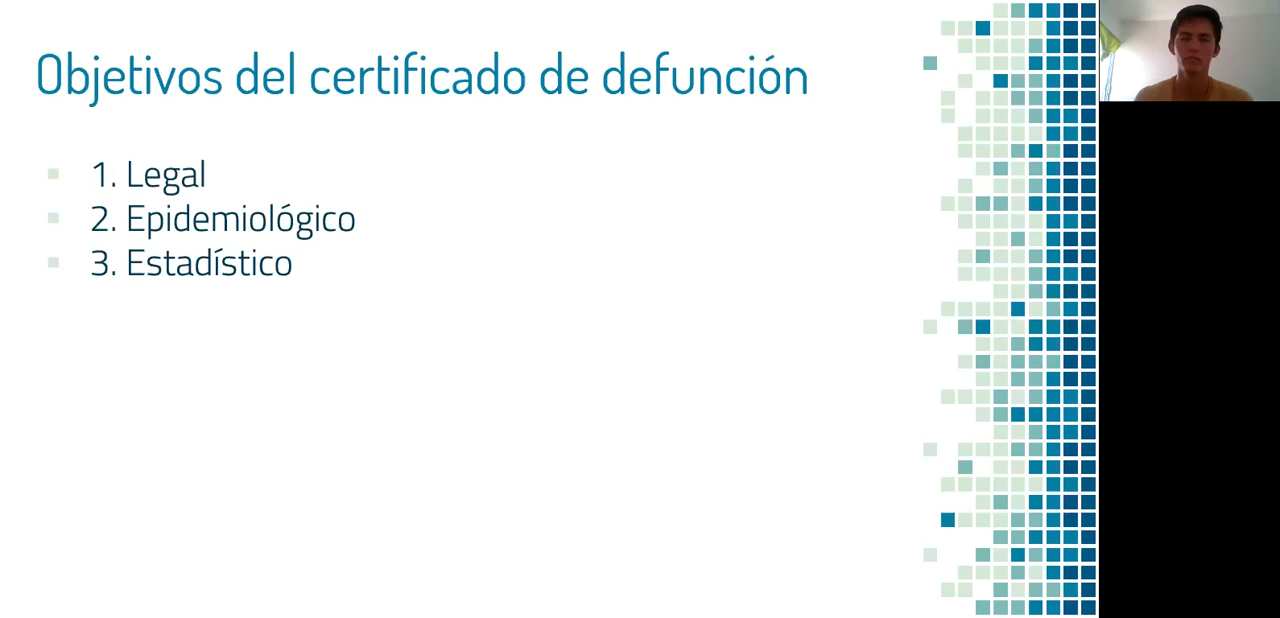 Objetivos del certificado de defunción
1. Legal
2. Epidemiológico
3. Estadístico